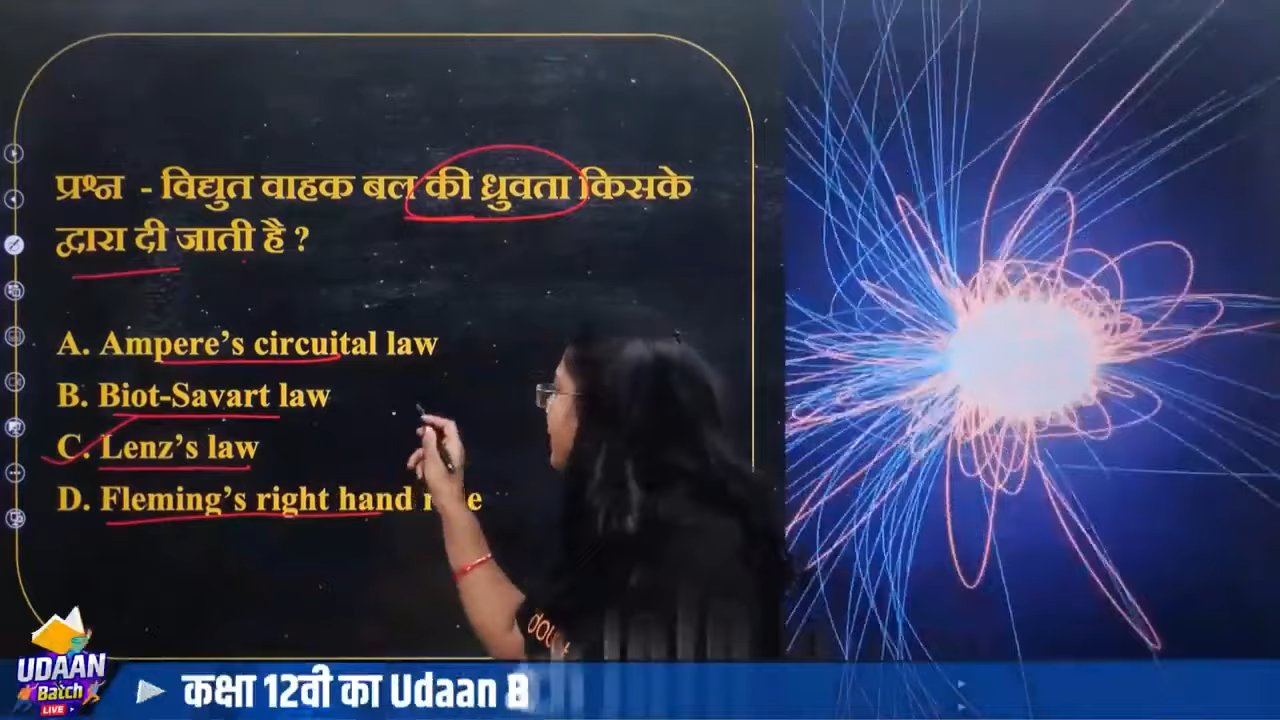 प्रश्न - विद्युत वाहक बल की ध्रुवता किसके
द्वारा दी जाती है ?
A. Ampere's circuital law
B. Biot-Savart law
C. Lenz's law
D. Fleming's right hand
UDAAN
Batch
LIVE
कक्षा 12वी का Udaan